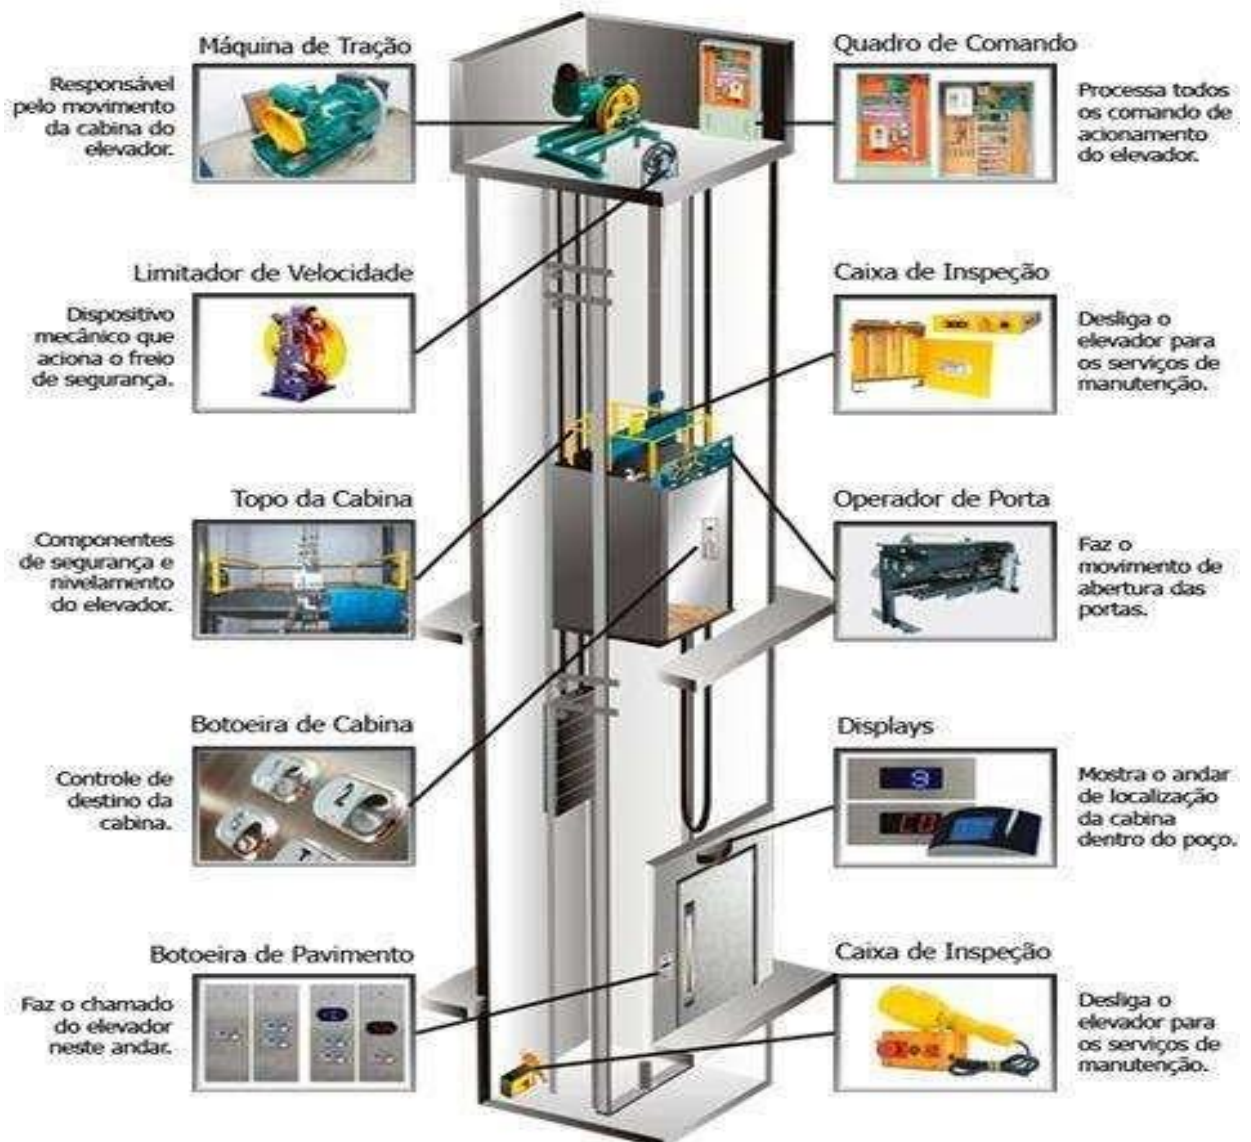 Máquina de Tração
Responsável
pelo movimento
da cabina do
elevador.
Quadro de Comando
Processa todos
os comando de
acionamento
do elevador.
Limitador de Velocidade
Dispositivo
mecânico que
aciona o freio
de segurança.
Caixa de Inspeção
Desliga o
elevador para
os serviços de
manutenção.
Topo da Cabina
Componentes
de segurança e
nivelamento
do elevador.
Operador de Porta
Faz o
movimento de
abertura das
portas.
Botoeira de Cabina
2
Controle de
destino da
cabina.
Displays
Mostra o andar
de localização
da cabina
dentro do poço.
Botoeira de Pavimento
Faz o chamado
do elevador
neste andar.
Caixa de Inspeção
Desliga o
elevador para
os serviços de
manutenção.